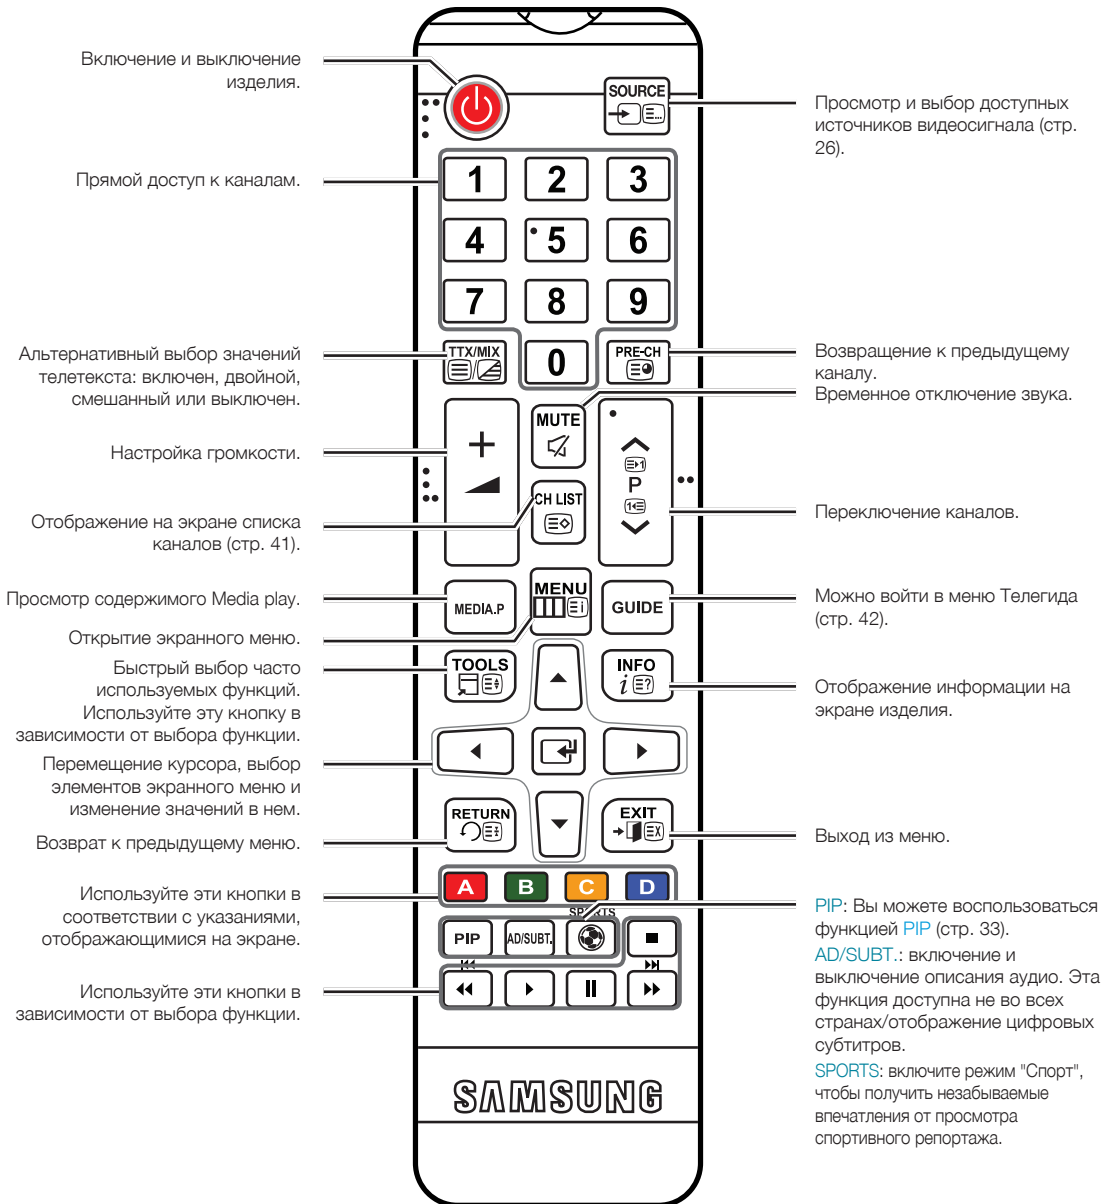 Включение и выключение
изделия.
SOURCE
Просмотр и выбор доступных
источников видеосигнала (стр.
26).
Прямой доступ к каналам.
1 2 3
4 5 6
7 8 9
Альтернативный выбор значений
телетекста: включен, двойной,
смешанный или выключен.
TTX/MIX
0
PRE-CH
Возвращение к предыдущему
каналу.
Временное отключение звука.
MUTE
Настройка громкости.
+
P
CH LIST
Отображение на экране списка
каналов (стр. 41).
Переключение каналов.
Просмотр содержимого Media play.
MEDIA.P
MENU
GUIDE
Можно войти в меню Телегида
(стр. 42).
Открытие экранного меню.
Быстрый выбор часто
используемых функций.
Используйте эту кнопку в
зависимости от выбора функции.
TOOLS
INFO
Отображение информации на
экране изделия.
Перемещение курсора, выбор
элементов экранного меню и
изменение значений в нем.
RETURN
EXIT
Возврат к предыдущему меню.
Выход из меню.
A B C D
Используйте эти кнопки в
соответствии с указаниями,
отображающимися на экране.
SPORTS
PIP AD/SUBT.
PIP: Вы можете воспользоваться
функцией PIP (стр. 33).
AD/SUBT.: включение и
выключение описания аудио. Эта
функция доступна не во всех
странах/отображение цифровых
субтитров.
SPORTS: включите режим "Спорт",
чтобы получить незабываемые
впечатления от просмотра
спортивного репортажа.
Используйте эти кнопки в
зависимости от выбора функции.
SAMSUNG